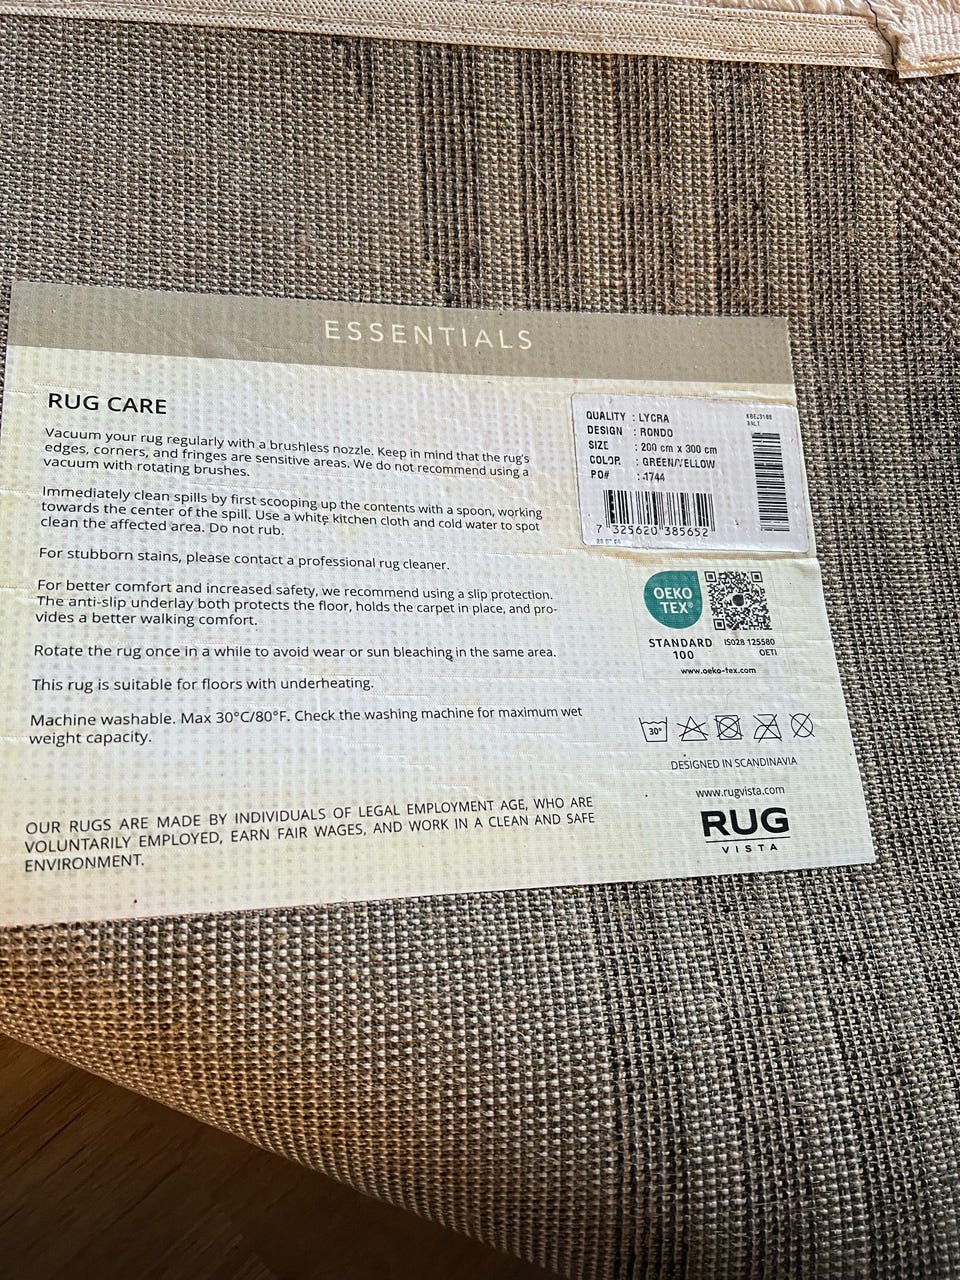 ESSENTIALS
RUG CARE
Vacuum your rug regularly with a brushless nozzle. Keep in mind that the rug's
edges, corners, and fringes are sensitive areas. We do not recommend using a
vacuum with rotating brushes.
Immediately clean spills by first scooping up the contents with a spoon, working
towards the center of the spill. Use a white kitchen cloth and cold water to spot
clean the affected area. Do not rub.
For stubborn stains, please contact a professional rug cleaner.
For better comfort and increased safety, we recommend using a slip protection.
The anti-slip underlay both protects the floor, holds the carpet in place, and pro-
vides a better walking comfort.
Rotate the rug once in a while to avoid wear or sun bleaching in the same area.
This rug is suitable for floors with underheating.
Machine washable. Max 30°C/80°F. Check the washing machine for maximum wet
weight capacity.
OUR RUGS ARE MADE BY INDIVIDUALS OF LEGAL EMPLOYMENT AGE, WHO ARE
VOLUNTARILY EMPLOYED, EARN FAIR WAGES, AND WORK IN A CLEAN AND SAFE
ENVIRONMENT.
QUALITY : LYCRA
DESIGN : RONDO
SIZE : 200 cm x 300 cm
COLOR : GREEN/YELLOW
PO# : 1744
7 325620 385652
OEKO
TEX®
STANDARD
100
IS028 125580
OETI
www.oeko-tex.com
30°
DESIGNED IN SCANDINAVIA
www.rugvista.com
RUG
VISTA